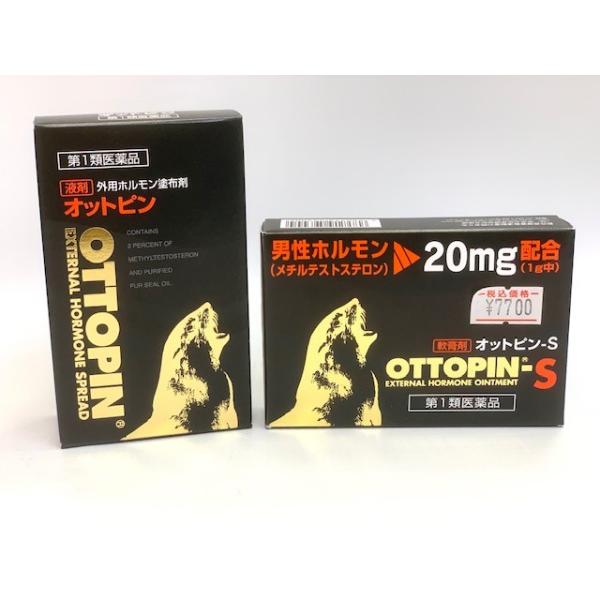 第1類医薬品
液剤 外用ホルモン塗布剤
オットピン
CONTAINS
3 PERCENT OF
METHYLTESTOSTERON
AND PURIFIED
FUR SEAL OIL.
OTTOPIN®
EXTERNAL HORMONE SPREAD
男性ホルモン
(メチルテストステロン)
20mg配合
(1g中)
税込価格
¥7700
軟膏剤 オットピン-S
OTTOPIN®-S
EXTERNAL HORMONE OINTMENT
第1類医薬品